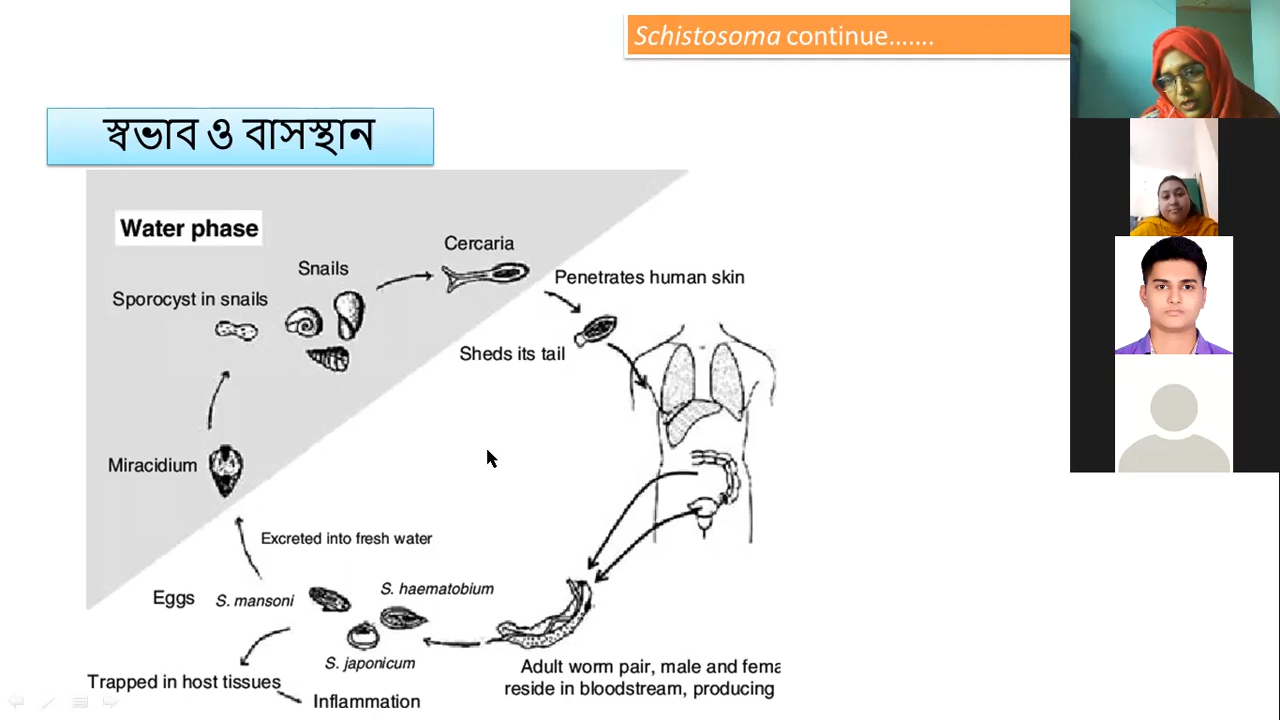 Schistosoma continue.......
স্বভাব ও বাসস্থান
Water phase
Cercaria
Snails
Penetrates human skin
Sporocyst in snails
Sheds its tail
Miracidium
Excreted into fresh water
S. haematobium
Eggs
S. mansoni
S. japonicum
Adult worm pair, male and fema
Trapped in host tissues
reside in bloodstream, producing
Inflammation